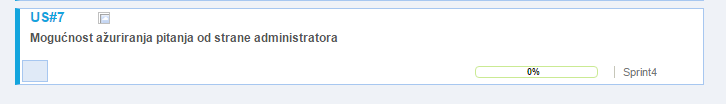 US#7
Mogućnost ažuriranja pitanja od strane administratora
0%
Sprint4